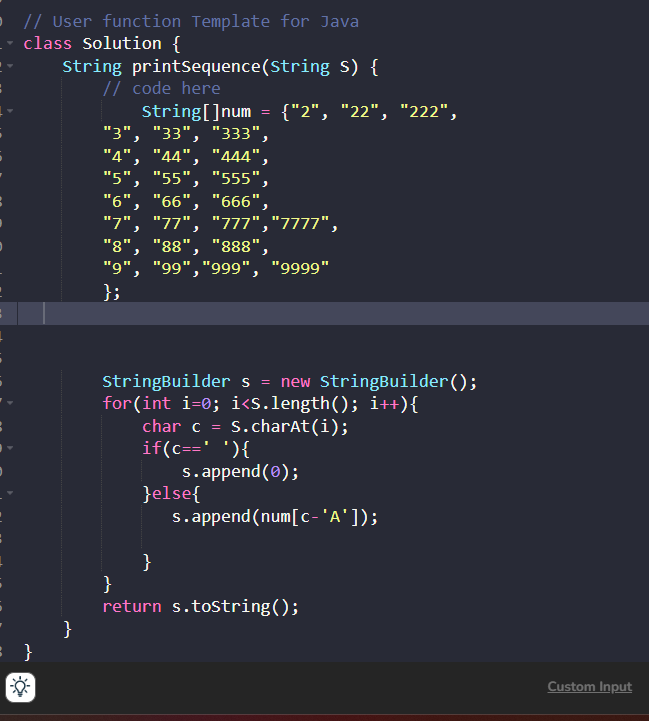 // User function Template for Java
class Solution {
    String printSequence(String S) {
        // code here
            String[]num = {"2", "22", "222",
        "3", "33", "333",
        "4", "44", "444",
        "5", "55", "555",
        "6", "66", "666",
        "7", "77", "777","7777",
        "8", "88", "888",
        "9", "99","999", "9999"
        };
        StringBuilder s = new StringBuilder();
        for(int i=0; i<S.length(); i++){
            char c = S.charAt(i);
            if(c==' '){
                s.append(0);
            }else{
               s.append(num[c-'A']);
            }
        }
        return s.toString();
    }
}
Custom Input